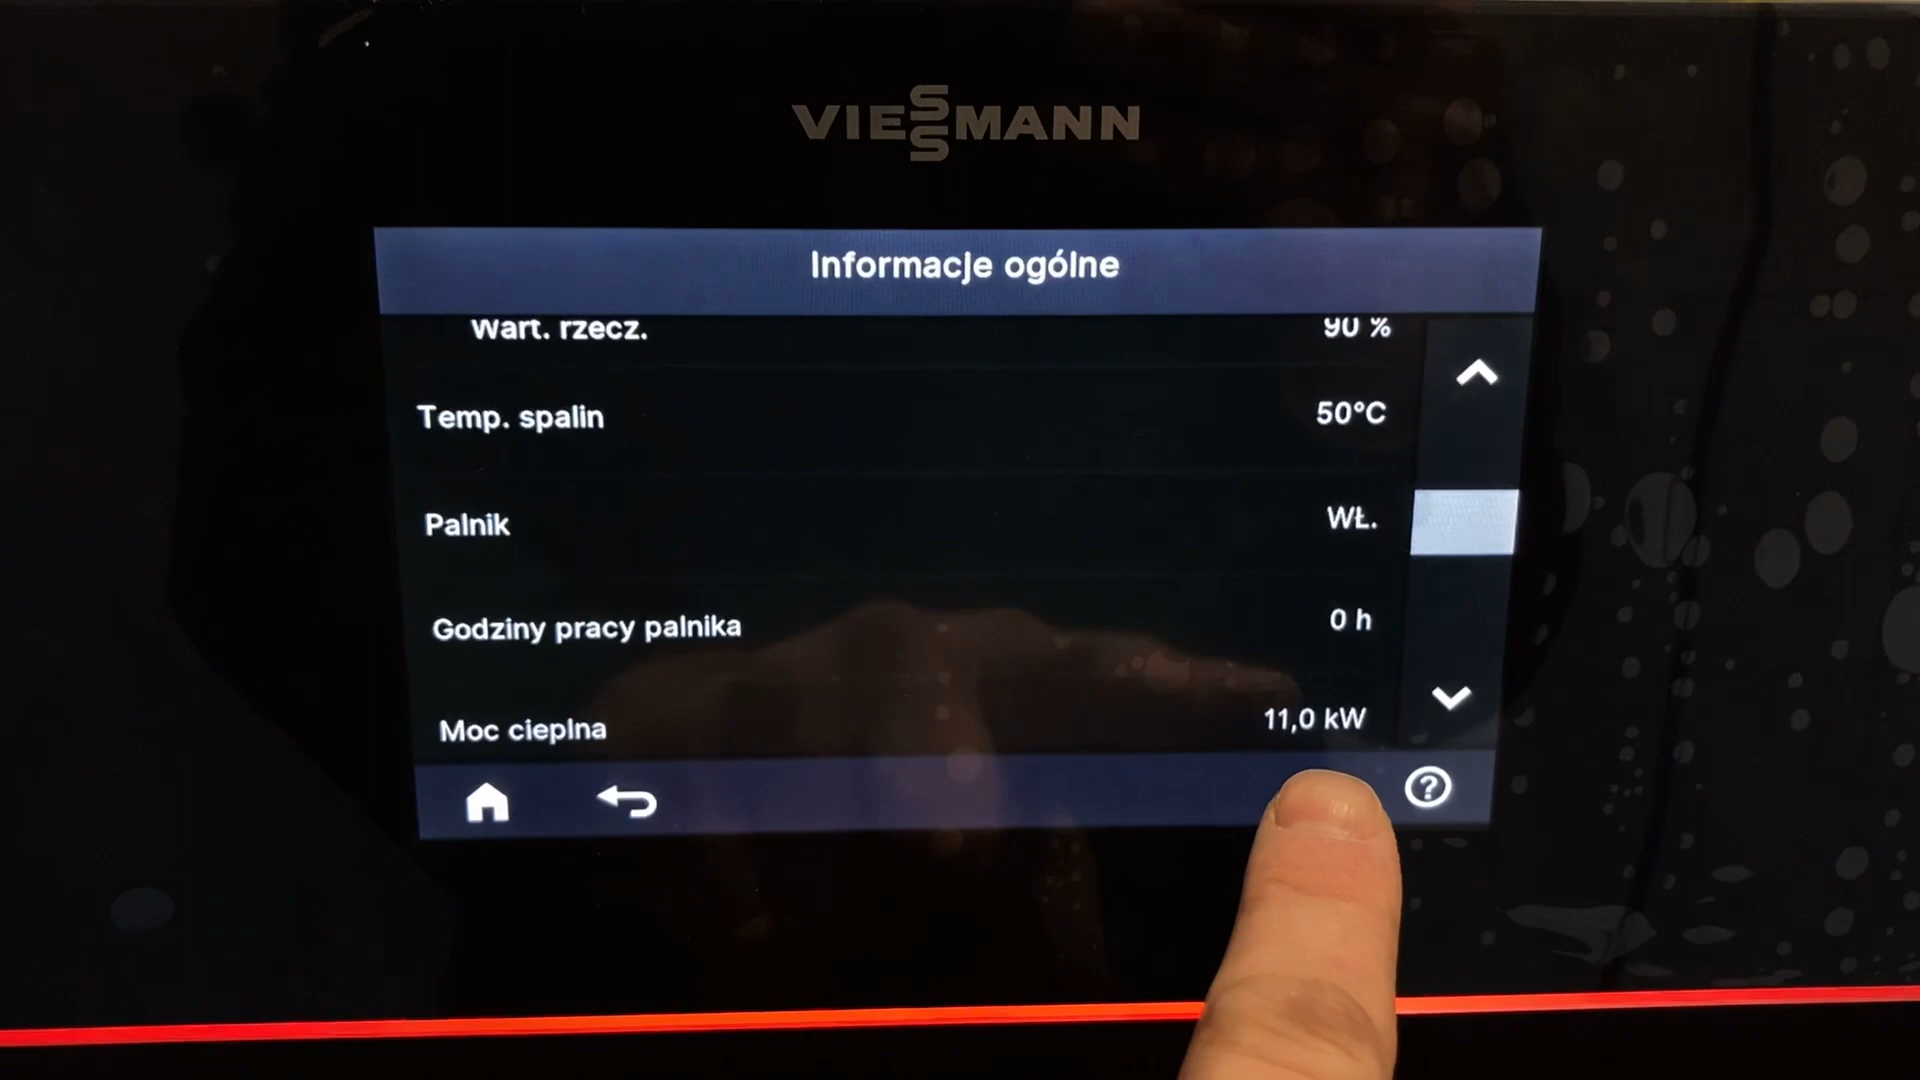 VIESSMANN
Informacje ogólne
Wart. rzecz. 90 %
Temp. spalin 50°C
Palnik WŁ.
Godziny pracy palnika 0 h
Moc cieplna 11,0 kW
?